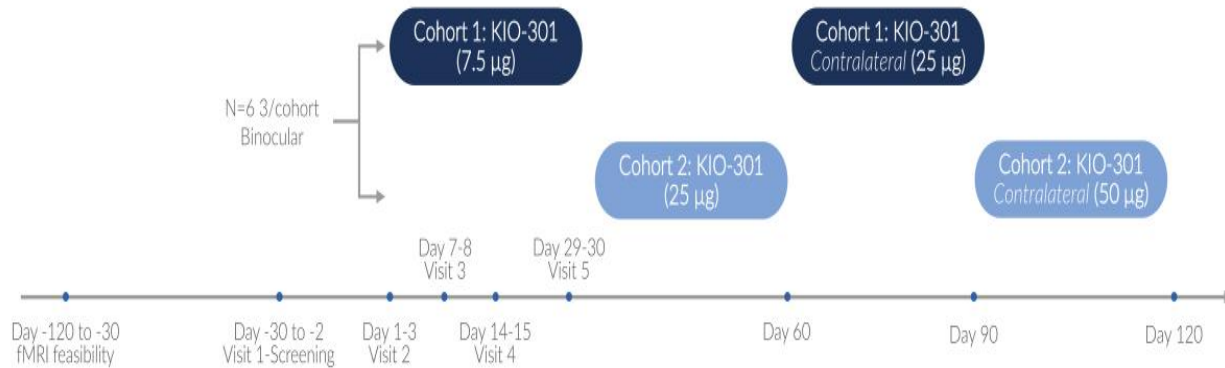 Cohort 1: KIO-301
(7.5 µg)
Cohort 1: KIO-301
Contralateral (25 µg)
N=6 3/cohort
Binocular
Cohort 2: KIO-301
(25 µg)
Cohort 2: KIO-301
Contralateral (50 µg)
Day 7-8
Visit 3
Day 29-30
Visit 5
Day -120 to -30
fMRI feasibility
Day -30 to -2
Visit 1-Screening
Day 1-3
Visit 2
Day 14-15
Visit 4
Day 60
Day 90
Day 120